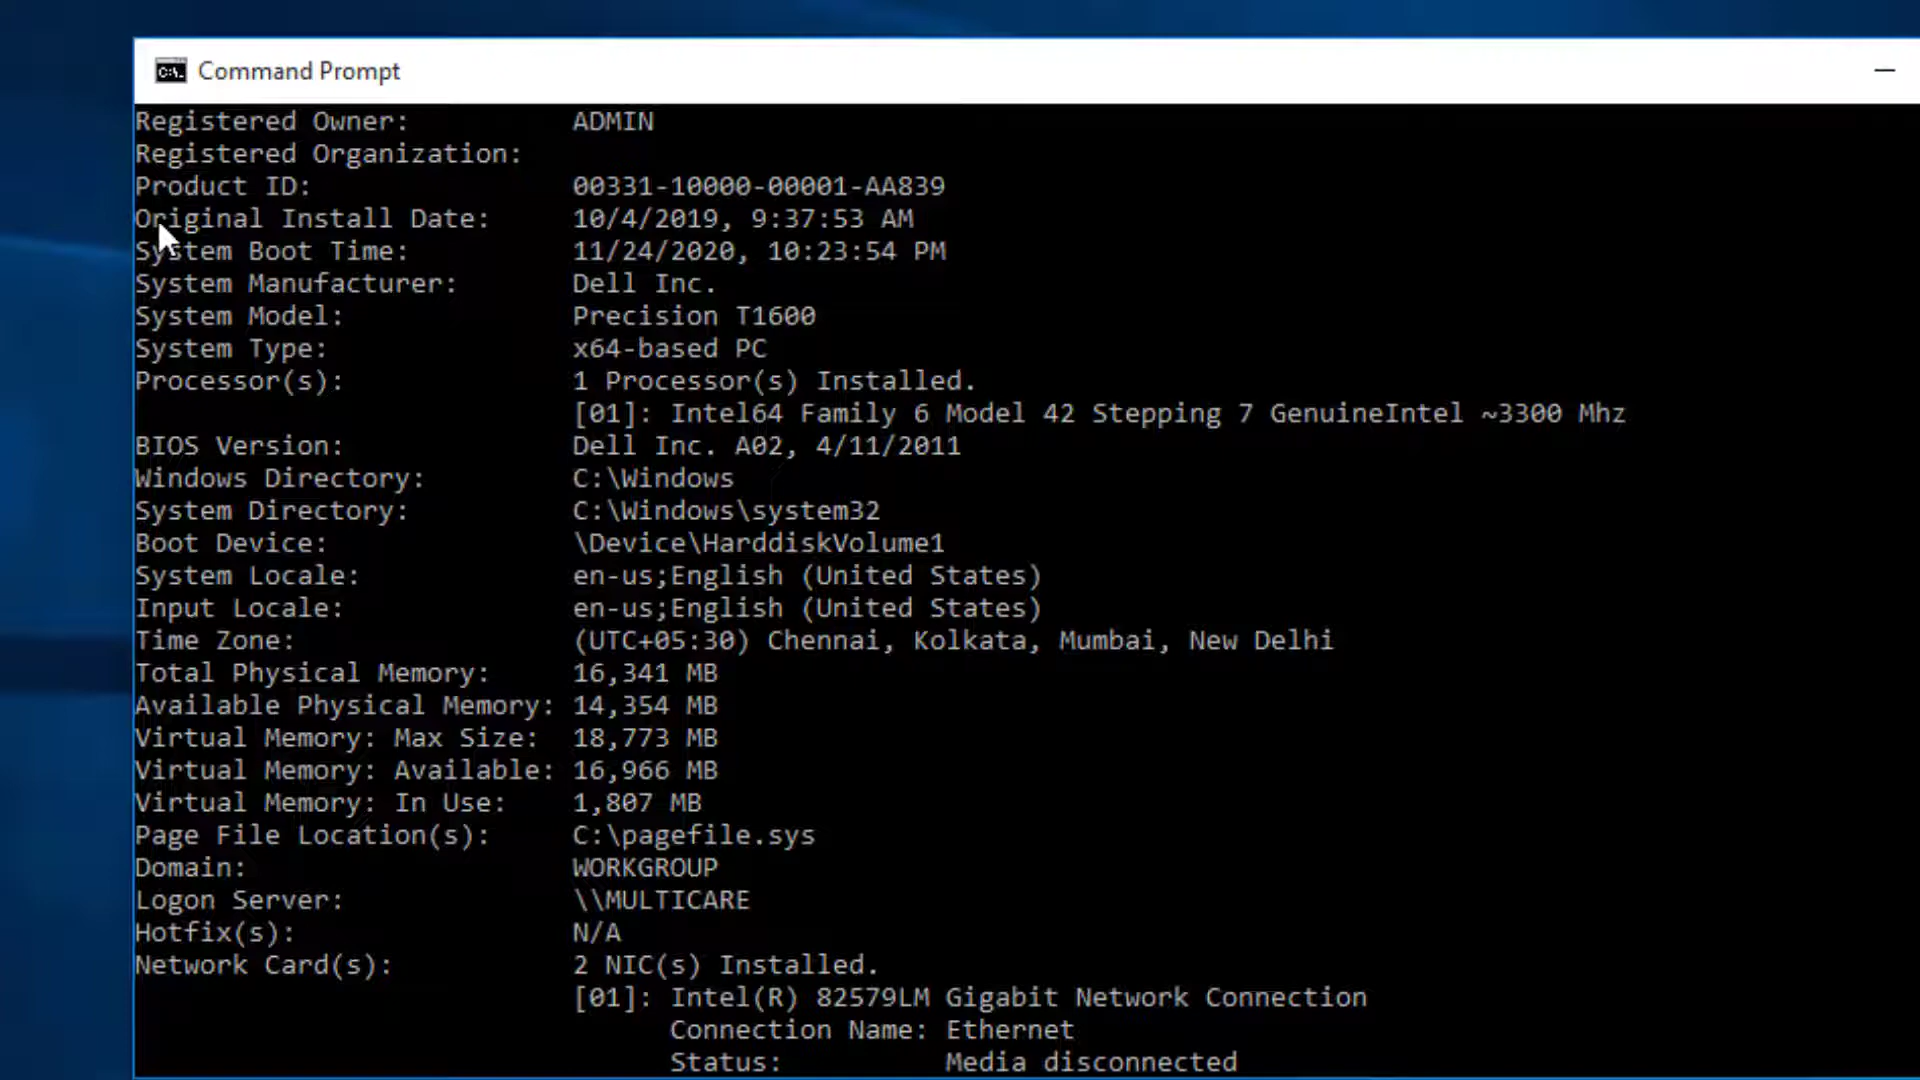 Command Prompt
Registered Owner: ADMIN
Registered Organization:
Product ID: 00331-10000-00001-AA839
Original Install Date: 10/4/2019, 9:37:53 AM
System Boot Time: 11/24/2020, 10:23:54 PM
System Manufacturer: Dell Inc.
System Model: Precision T1600
System Type: x64-based PC
Processor(s): 1 Processor(s) Installed.
[01]: Intel64 Family 6 Model 42 Stepping 7 GenuineIntel ~3300 Mhz
BIOS Version: Dell Inc. A02, 4/11/2011
Windows Directory: C:\Windows
System Directory: C:\Windows\system32
Boot Device: \Device\HarddiskVolume1
System Locale: en-us;English (United States)
Input Locale: en-us;English (United States)
Time Zone: (UTC+05:30) Chennai, Kolkata, Mumbai, New Delhi
Total Physical Memory: 16,341 MB
Available Physical Memory: 14,354 MB
Virtual Memory: Max Size: 18,773 MB
Virtual Memory: Available: 16,966 MB
Virtual Memory: In Use: 1,807 MB
Page File Location(s): C:\pagefile.sys
Domain: WORKGROUP
Logon Server: \\MULTICARE
Hotfix(s): N/A
Network Card(s): 2 NIC(s) Installed.
[01]: Intel(R) 82579LM Gigabit Network Connection
Connection Name: Ethernet
Status: Media disconnected